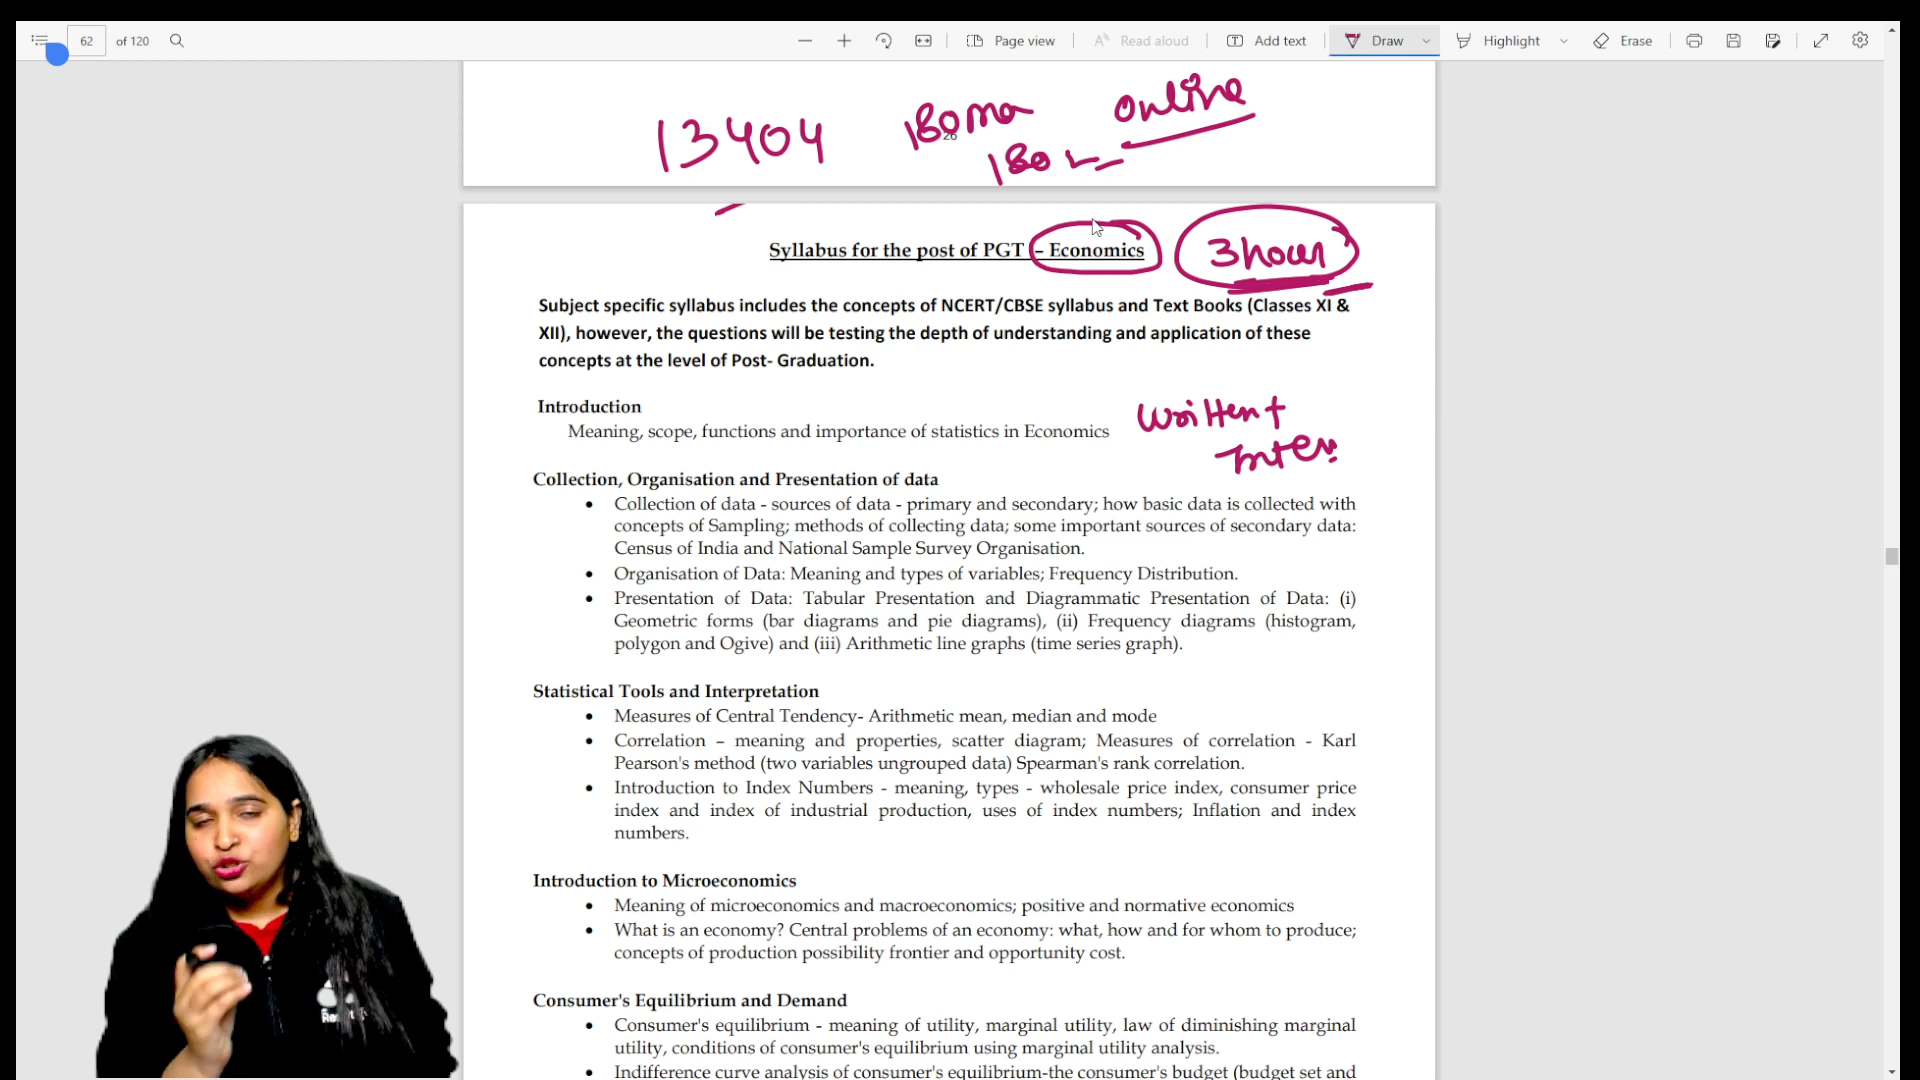 62 of 120
Page view
Read aloud
Add text
Draw
Highlight
Erase
13404
180
online
180
26
Syllabus for the post of PGT – Economics
3 hour
Subject specific syllabus includes the concepts of NCERT/CBSE syllabus and Text Books (Classes XI &
XII), however, the questions will be testing the depth of understanding and application of these
concepts at the level of Post- Graduation.
Introduction
Meaning, scope, functions and importance of statistics in Economics
Written +
Inter
Collection, Organisation and Presentation of data
• Collection of data - sources of data - primary and secondary; how basic data is collected with
concepts of Sampling; methods of collecting data; some important sources of secondary data:
Census of India and National Sample Survey Organisation.
• Organisation of Data: Meaning and types of variables; Frequency Distribution.
• Presentation of Data: Tabular Presentation and Diagrammatic Presentation of Data: (i)
Geometric forms (bar diagrams and pie diagrams), (ii) Frequency diagrams (histogram,
polygon and Ogive) and (iii) Arithmetic line graphs (time series graph).
Statistical Tools and Interpretation
• Measures of Central Tendency- Arithmetic mean, median and mode
• Correlation – meaning and properties, scatter diagram; Measures of correlation - Karl
Pearson's method (two variables ungrouped data) Spearman's rank correlation.
• Introduction to Index Numbers - meaning, types - wholesale price index, consumer price
index and index of industrial production, uses of index numbers; Inflation and index
numbers.
Introduction to Microeconomics
• Meaning of microeconomics and macroeconomics; positive and normative economics
• What is an economy? Central problems of an economy: what, how and for whom to produce;
concepts of production possibility frontier and opportunity cost.
Consumer's Equilibrium and Demand
• Consumer's equilibrium - meaning of utility, marginal utility, law of diminishing marginal
utility, conditions of consumer's equilibrium using marginal utility analysis.
• Indifference curve analysis of consumer's equilibrium-the consumer's budget (budget set and